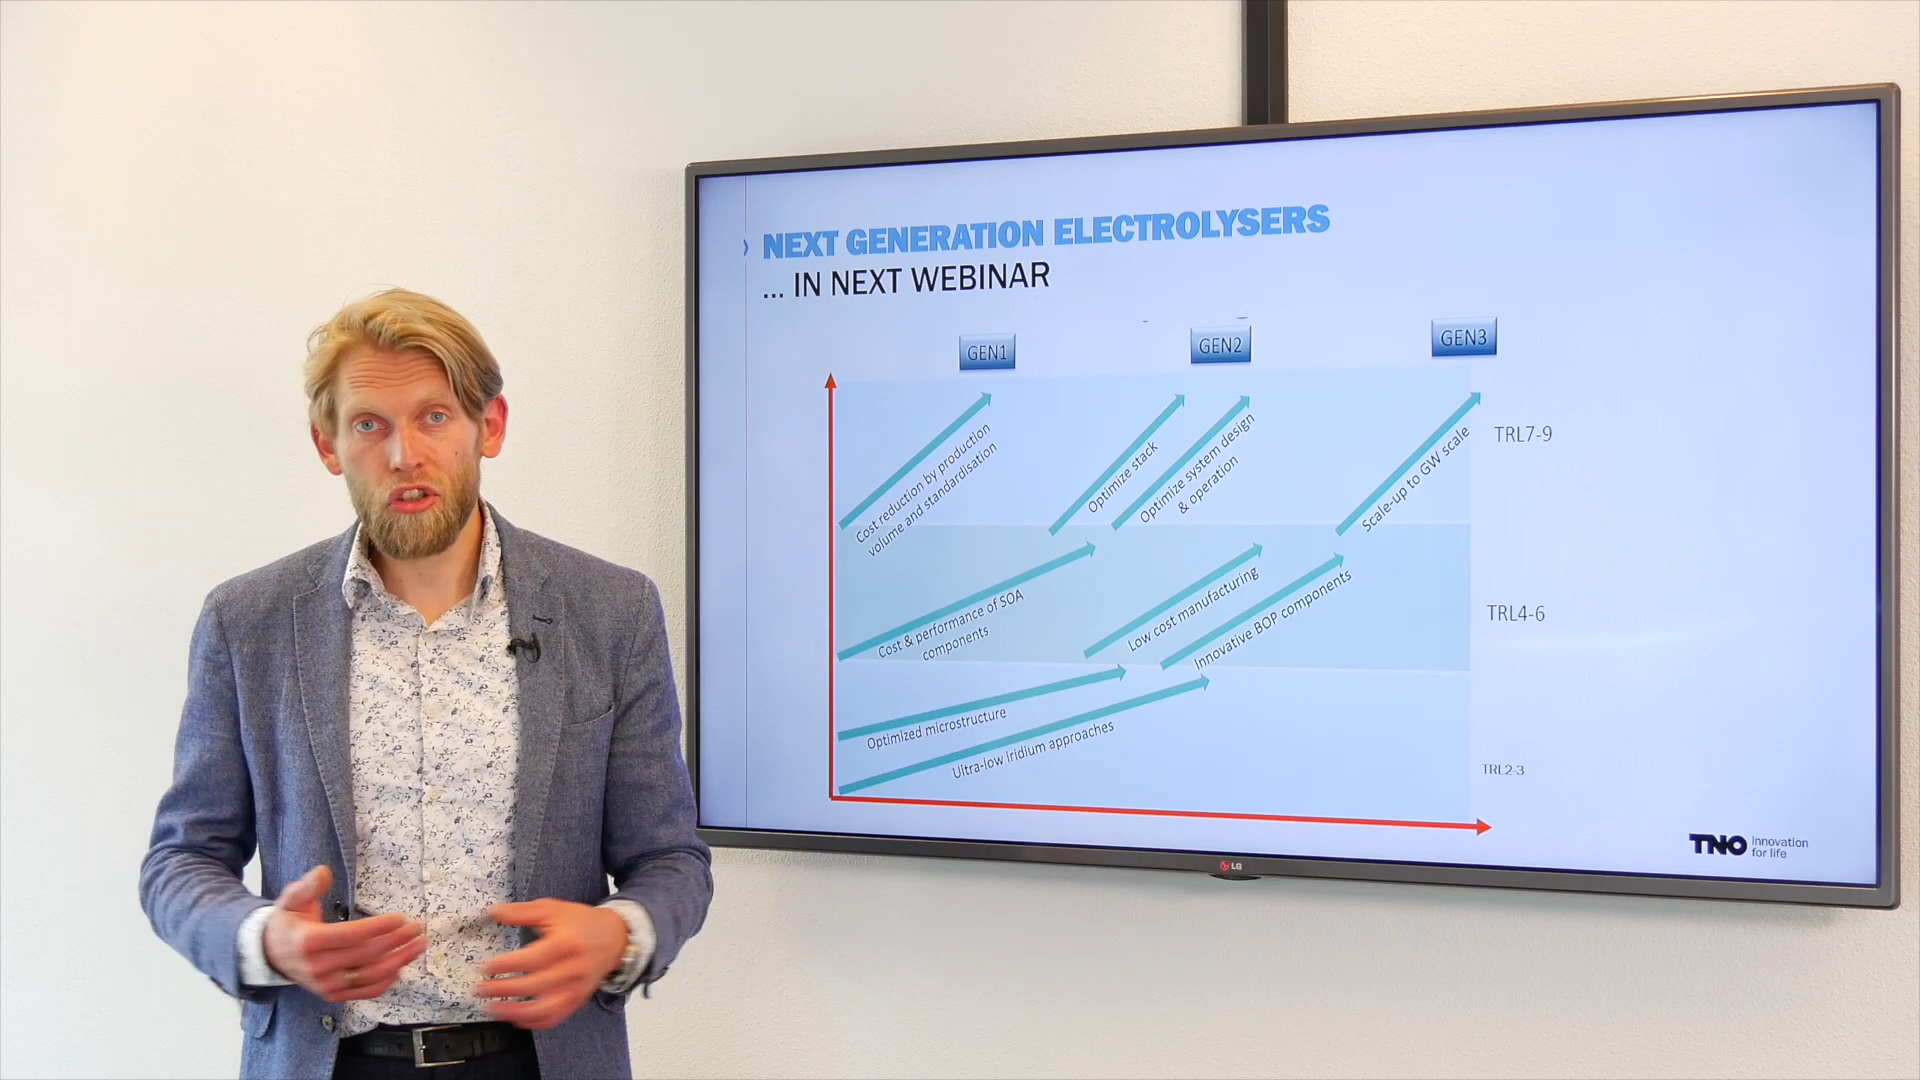 NEXT GENERATION ELECTROLYSERS
... IN NEXT WEBINAR
GEN1
GEN2
GEN3
Cost reduction by production
volume and standardisation
Optimize stack
Optimize system design
& operation
Scale-up to GW scale
TRL7-9
Cost & performance of SOA
components
Low cost manufacturing
Innovative BOP components
TRL4-6
Optimized microstructure
Ultra-low iridium approaches
TRL2-3
TNO innovation
for life
LG